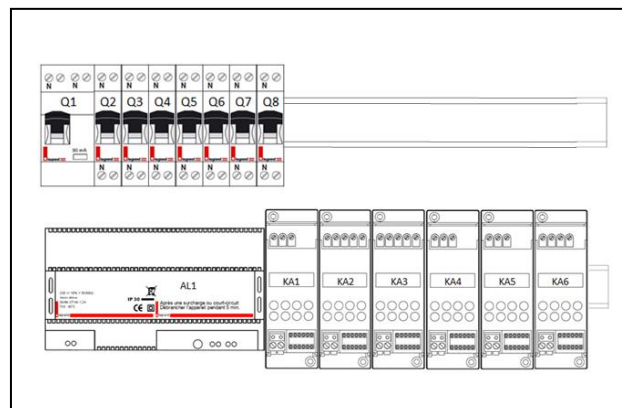 N N
N
N
N
N
N
N
N
Q1
Q2
Q3
Q4
Q5
Q6
Q7
Q8
30 mA
legrand
N
N
N
N
N
N
N
AL1
IP 30
CE
Après une surcharge ou court-circuit
Débrancher l'appareil pendant 5 min.
KA1
KA2
KA3
KA4
KA5
KA6